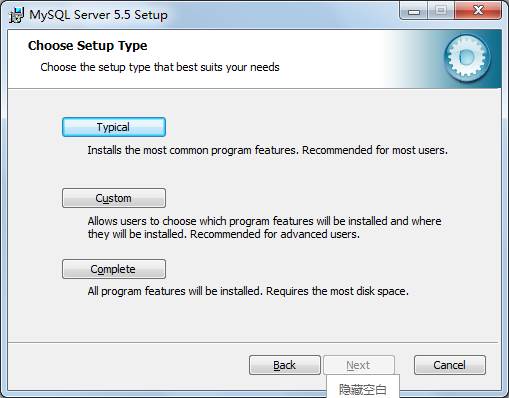 MySQL Server 5.5 Setup
Choose Setup Type
Choose the setup type that best suits your needs
Typical
Installs the most common program features. Recommended for most users.
Custom
Allows users to choose which program features will be installed and where
they will be installed. Recommended for advanced users.
Complete
All program features will be installed. Requires the most disk space.
Back
Next
Cancel
隐藏空白